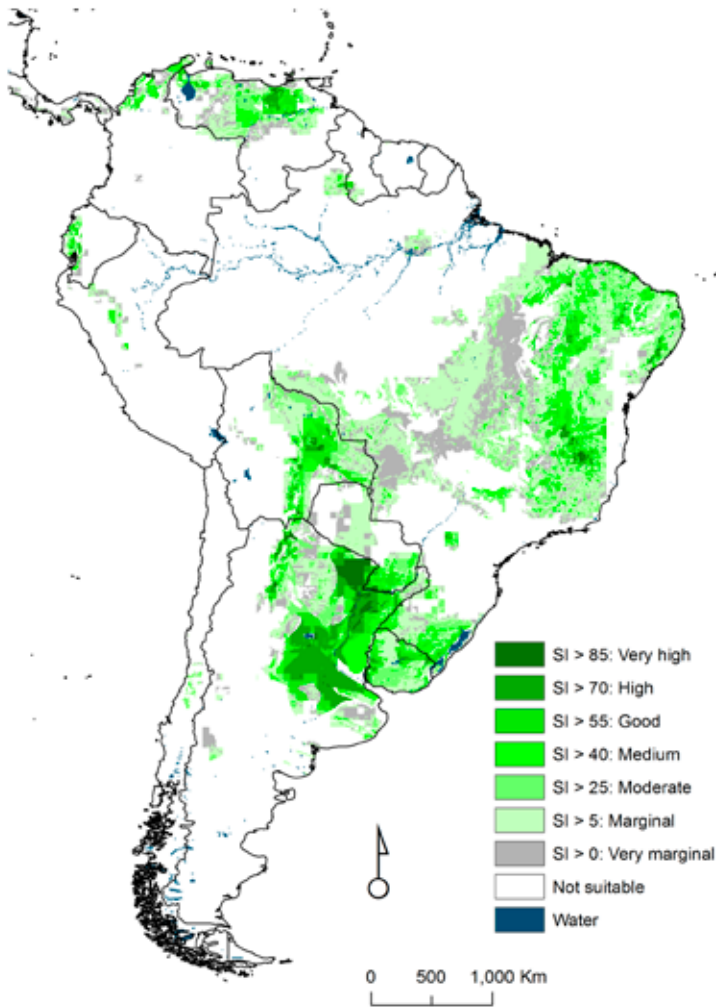 SI > 85: Very high
SI > 70: High
SI > 55: Good
SI > 40: Medium
SI > 25: Moderate
SI > 5: Marginal
SI > 0: Very marginal
Not suitable
Water
0 500 1,000 Km